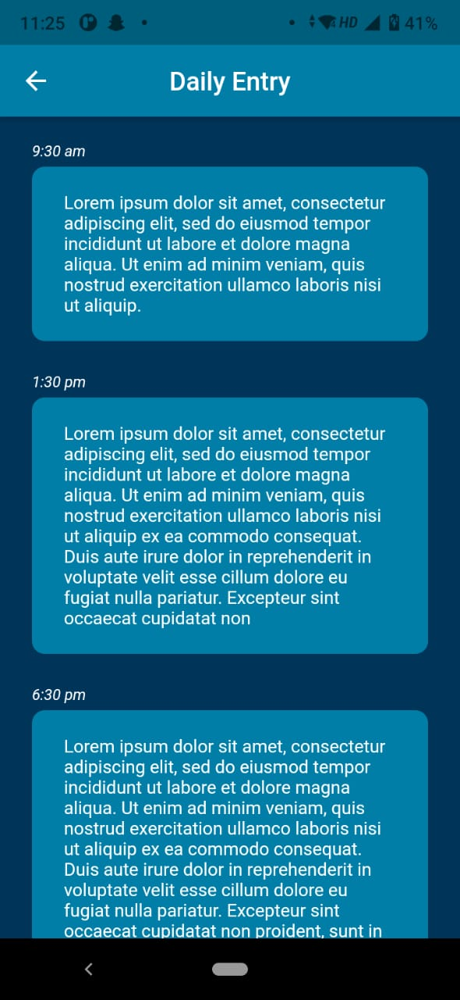 11:25
HD
41%
Daily Entry
9:30 am
Lorem ipsum dolor sit amet, consectetur
adipiscing elit, sed do eiusmod tempor
incididunt ut labore et dolore magna
aliqua. Ut enim ad minim veniam, quis
nostrud exercitation ullamco laboris nisi
ut aliquip.
1:30 pm
Lorem ipsum dolor sit amet, consectetur
adipiscing elit, sed do eiusmod tempor
incididunt ut labore et dolore magna
aliqua. Ut enim ad minim veniam, quis
nostrud exercitation ullamco laboris nisi
ut aliquip ex ea commodo consequat.
Duis aute irure dolor in reprehenderit in
voluptate velit esse cillum dolore eu
fugiat nulla pariatur. Excepteur sint
occaecat cupidatat non
6:30 pm
Lorem ipsum dolor sit amet, consectetur
adipiscing elit, sed do eiusmod tempor
incididunt ut labore et dolore magna
aliqua. Ut enim ad minim veniam, quis
nostrud exercitation ullamco laboris nisi
ut aliquip ex ea commodo consequat.
Duis aute irure dolor in reprehenderit in
voluptate velit esse cillum dolore eu
fugiat nulla pariatur. Excepteur sint
occaecat cupidatat non proident, sunt in